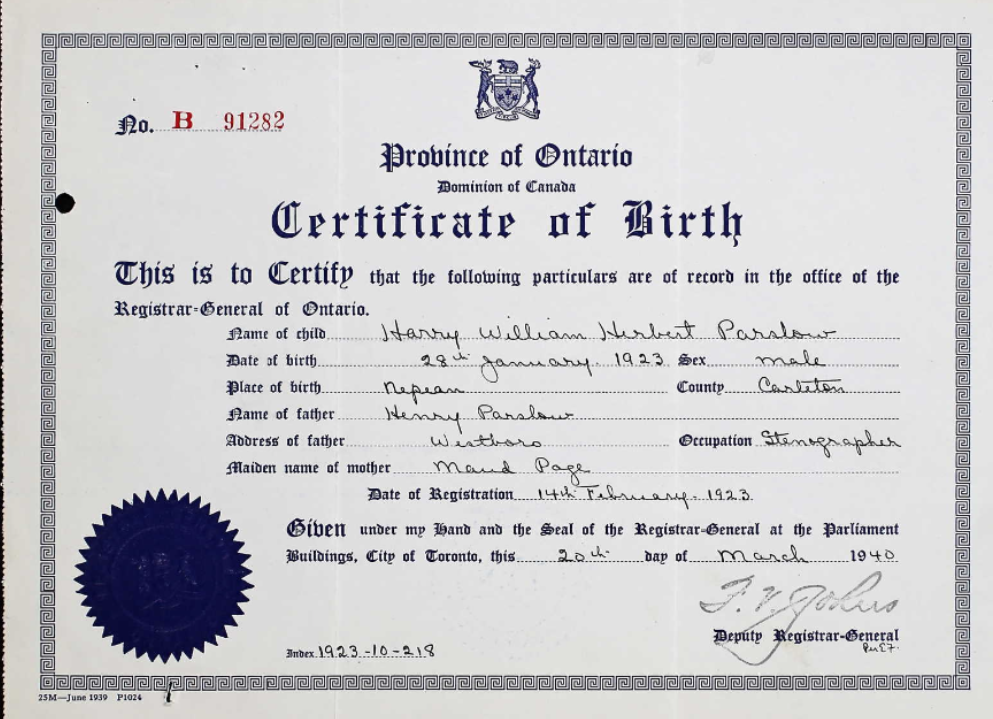 No. B 91282
Province of Ontario
Dominion of Canada
Certificate of Birth
This is to Certify that the following particulars are of record in the office of the
Registrar=General of Ontario.
Name of child Harry William Herbert Parslow
Date of birth 28th January. 1923 Sex male
Place of birth Nepean County Carleton
Name of father Henry Parslow
Address of father Westboro Occupation Stenographer
Maiden name of mother Maud Page
Date of Registration 14th February. 1923
Given under my Hand and the Seal of the Registrar=General at the Parliament
Buildings, City of Toronto, this 20th day of March 1940
Deputy Registrar=General
Index 1923-10-218
25M—June 1939 P1024